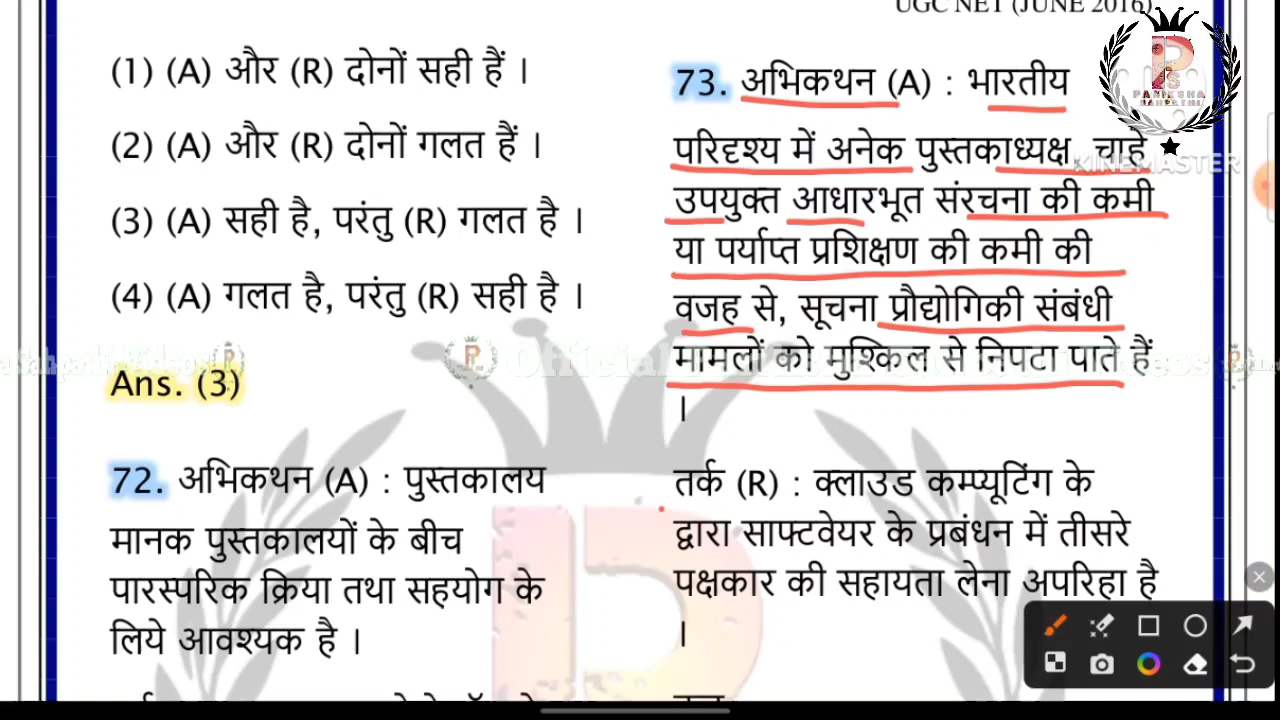 UGC NET (JUNE 2016)
(1) (A) और (R) दोनों सही हैं ।
(2) (A) और (R) दोनों गलत हैं ।
(3) (A) सही है, परंतु (R) गलत है ।
(4) (A) गलत है, परंतु (R) सही है ।
Ans. (3)
72. अभिकथन (A) : पुस्तकालय
मानक पुस्तकालयों के बीच
पारस्परिक क्रिया तथा सहयोग के
लिये आवश्यक है ।
73. अभिकथन (A) : भारतीय
परिदृश्य में अनेक पुस्तकाध्यक्ष, चाहे
उपयुक्त आधारभूत संरचना की कमी
या पर्याप्त प्रशिक्षण की कमी की
वजह से, सूचना प्रौद्योगिकी संबंधी
मामलों को मुश्किल से निपटा पाते हैं
।
तर्क (R) : क्लाउड कम्प्यूटिंग के
द्वारा साफ्टवेयर के प्रबंधन में तीसरे
पक्षकार की सहायता लेना अपरिहा है
।
KINEMASTER